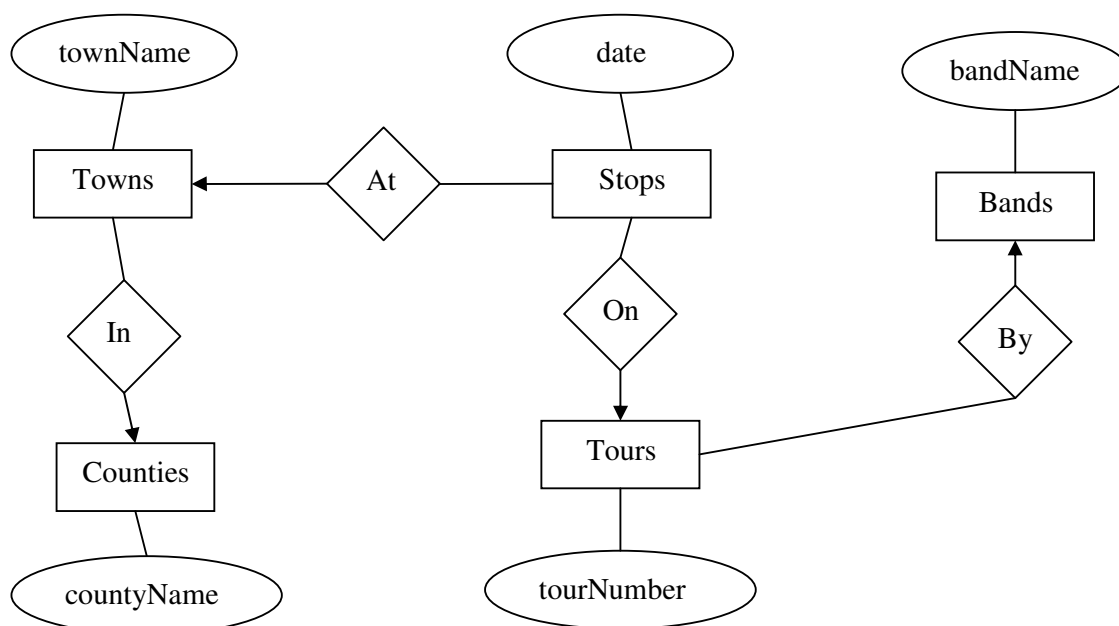 townName
date
bandName
Towns
At
Stops
Bands
In
On
By
Counties
Tours
countyName
tourNumber